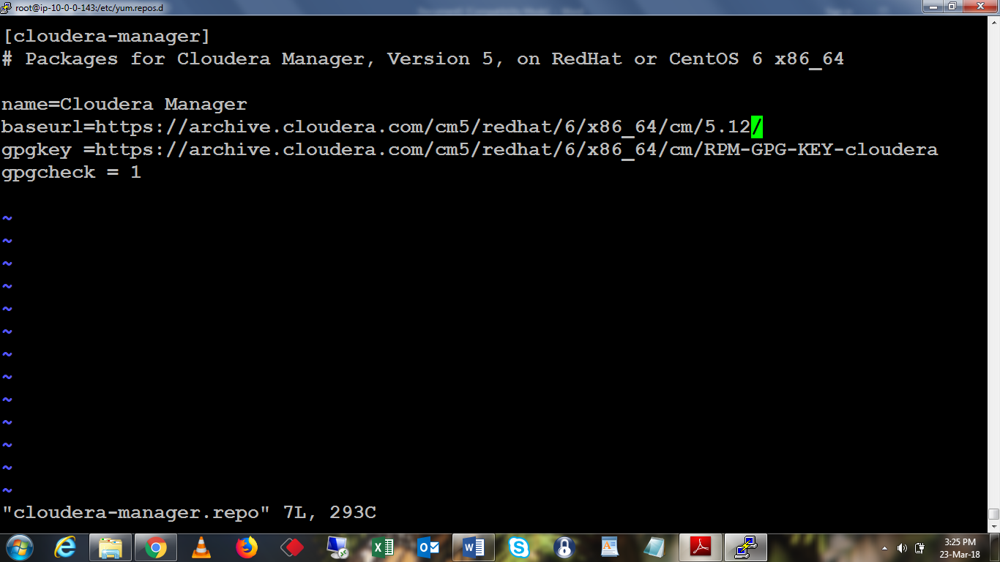 root@ip-10-0-0-143:/etc/yum.repos.d
[cloudera-manager]
# Packages for Cloudera Manager, Version 5, on RedHat or CentOS 6 x86_64
name=Cloudera Manager
baseurl=https://archive.cloudera.com/cm5/redhat/6/x86_64/cm/5.12/
gpgkey =https://archive.cloudera.com/cm5/redhat/6/x86_64/cm/RPM-GPG-KEY-cloudera
gpgcheck = 1
~
~
~
~
~
~
~
~
~
~
~
~
~
"cloudera-manager.repo" 7L, 293C
3:25 PM
23-Mar-18